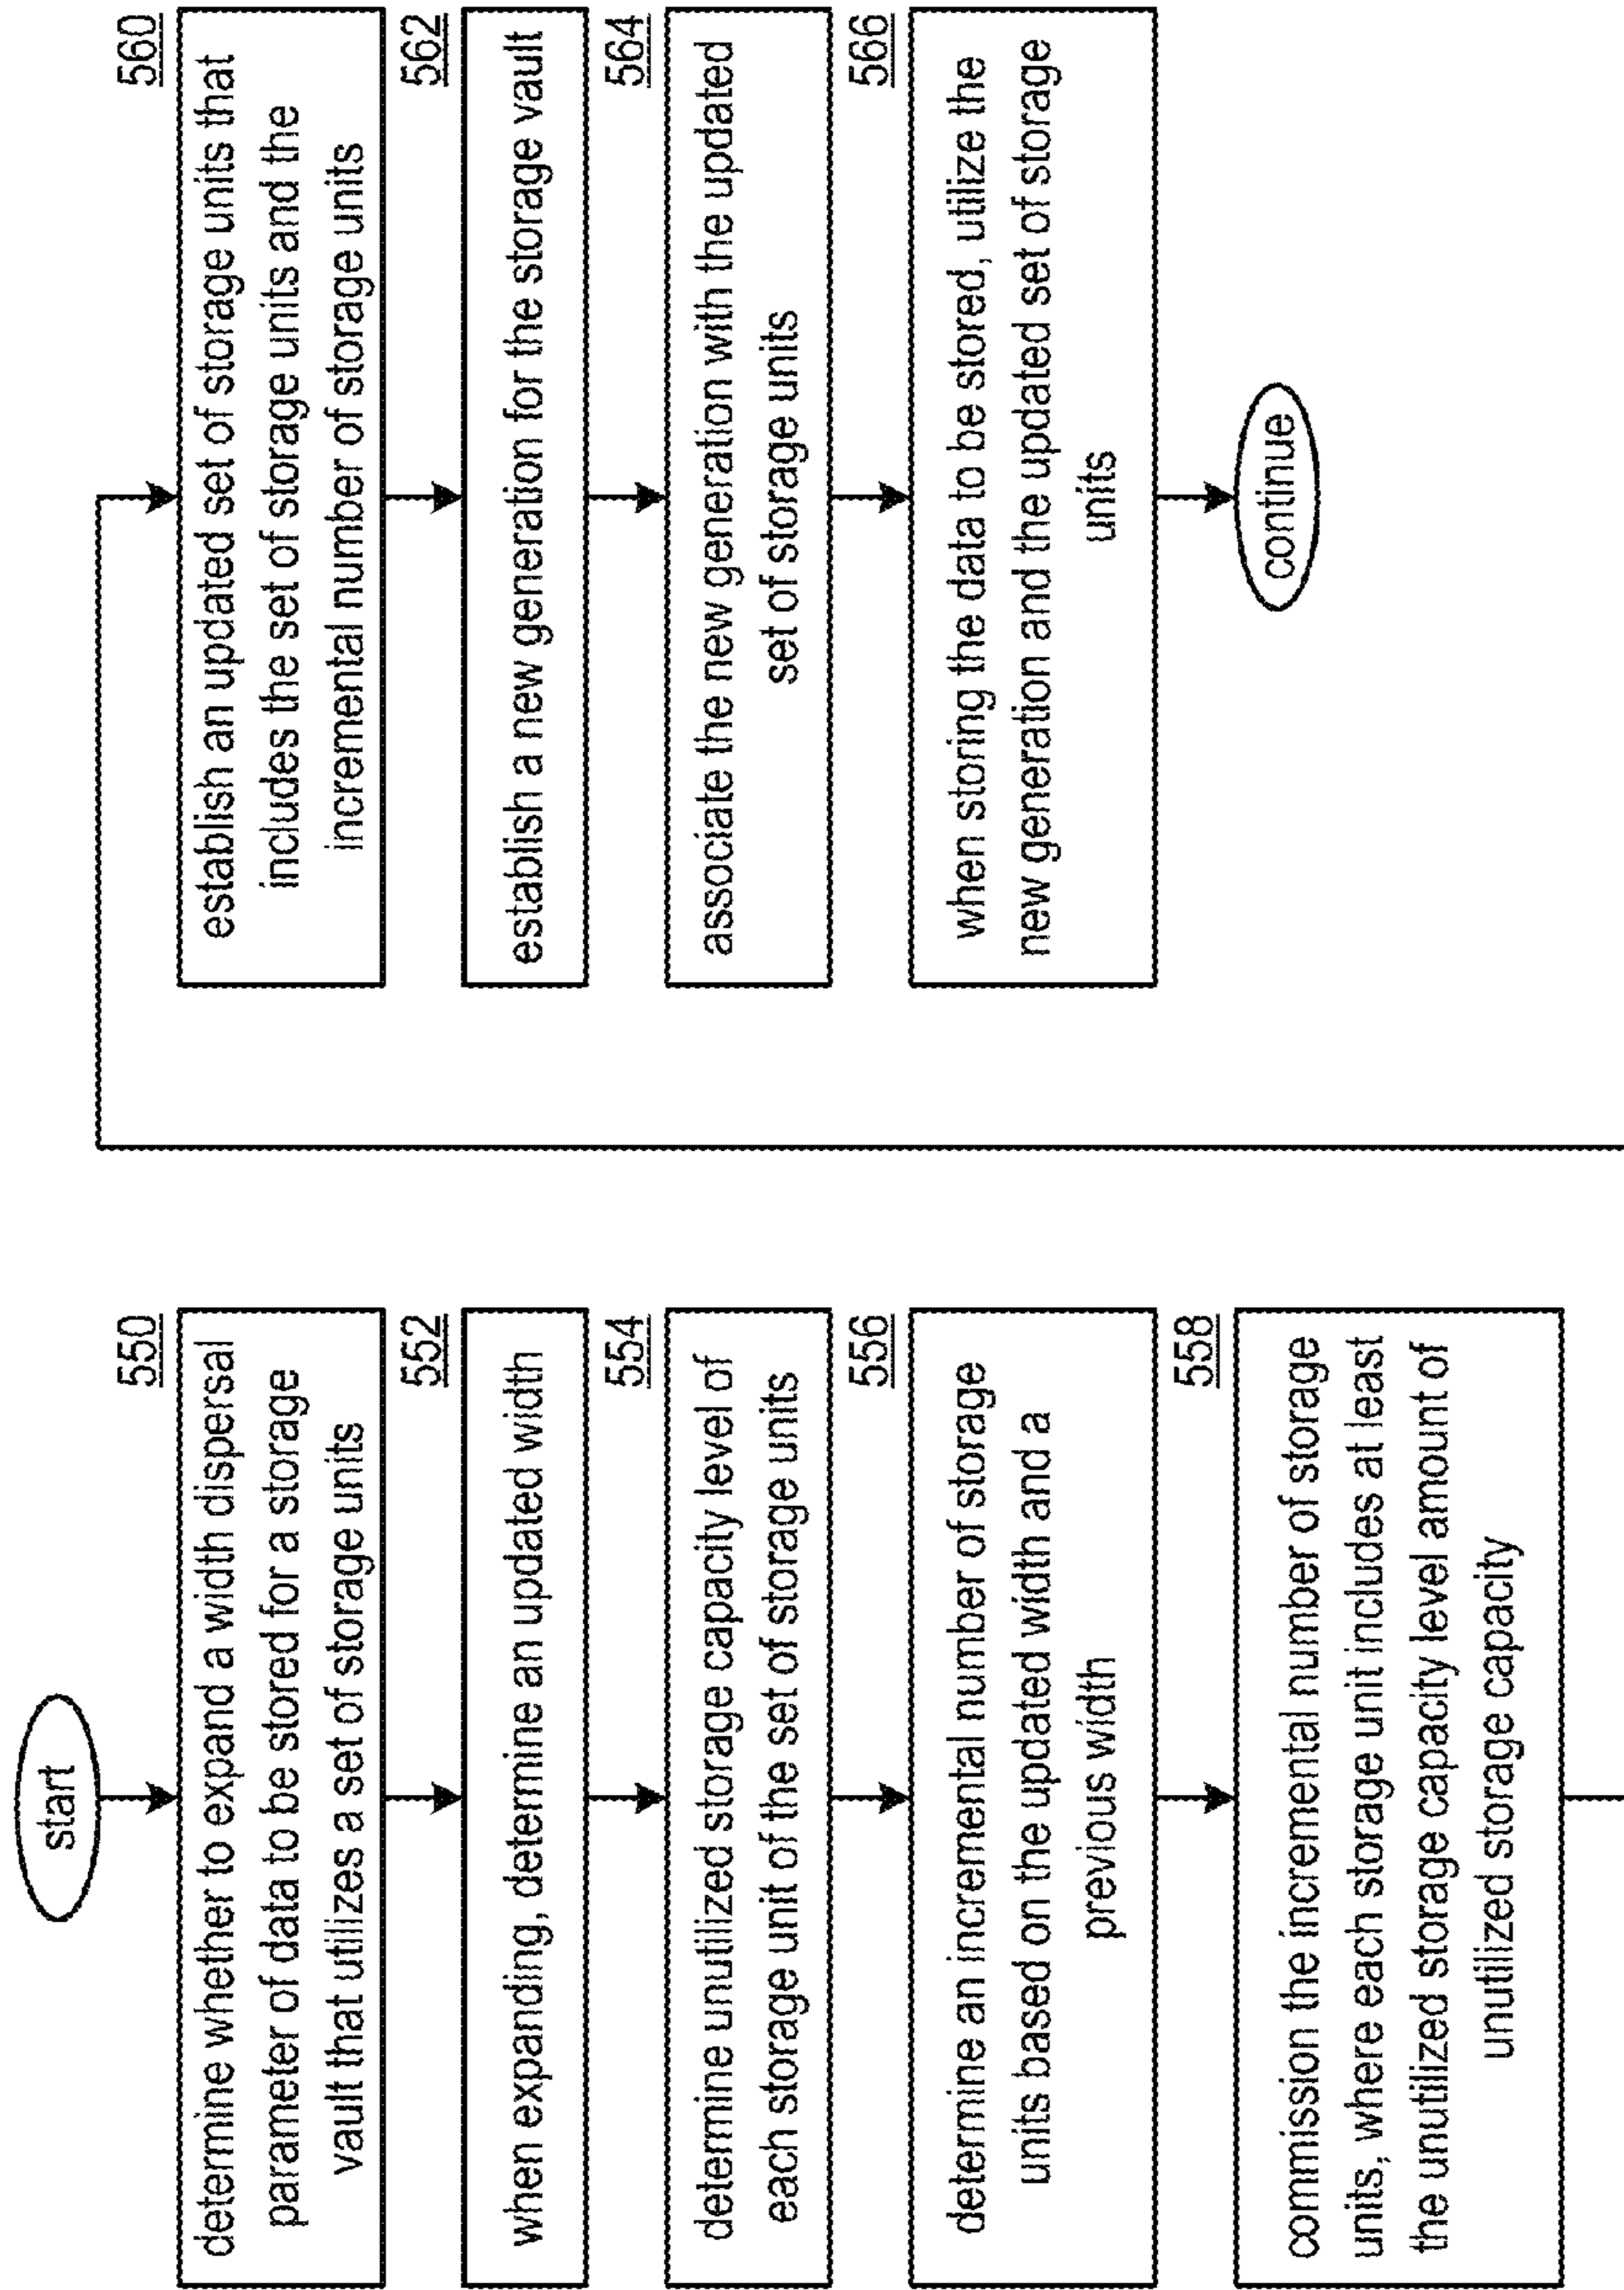 start
550
determine whether to expand a width dispersal
parameter of data to be stored for a storage
vault that utilizes a set of storage units
552
when expanding, determine an updated width
554
determine unutilized storage capacity level of
each storage unit of the set of storage units
556
determine an incremental number of storage
units based on the updated width and a
previous width
558
commission the incremental number of storage
units, where each storage unit includes at least
the unutilized storage capacity level amount of
unutilized storage capacity
560
establish an updated set of storage units that
includes the set of storage units and the
incremental number of storage units
562
establish a new generation for the storage vault
564
associate the new generation with the updated
set of storage units
566
when storing the data to be stored, utilize the
new generation and the updated set of storage
units
continue